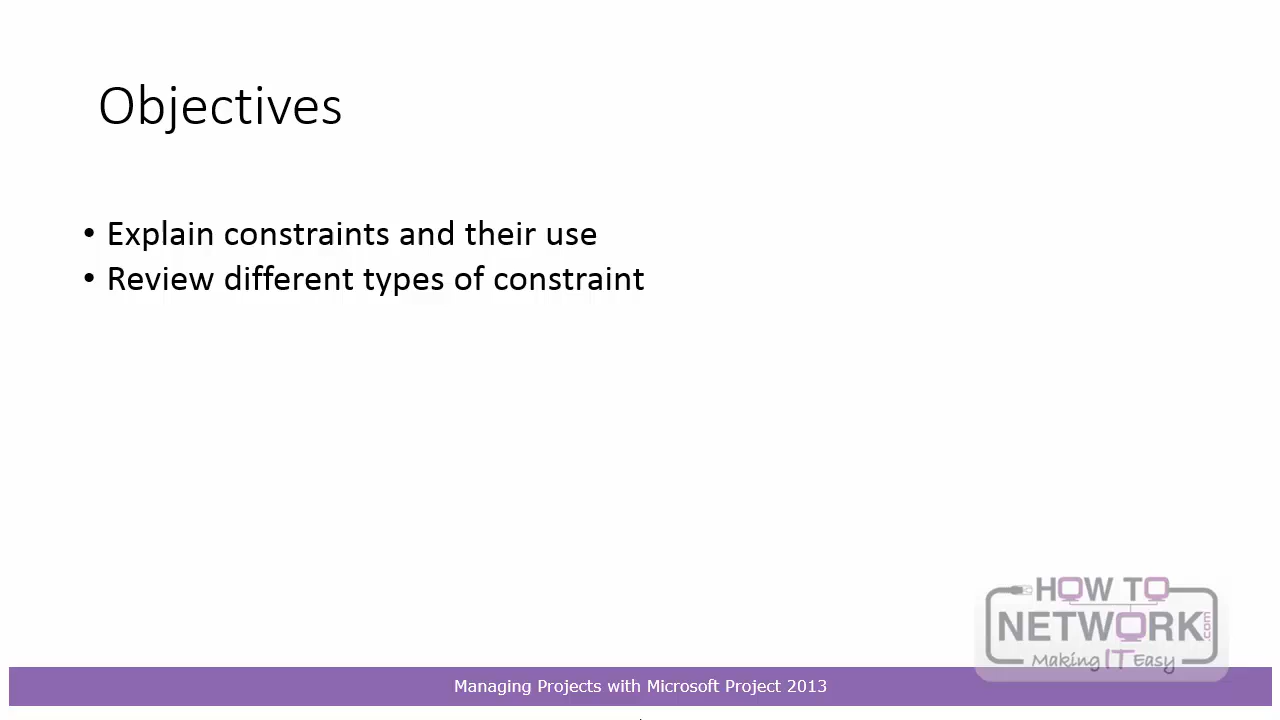 Objectives
• Explain constraints and their use
• Review different types of constraint
HOW TO
NETWORK.com
Making IT Easy
Managing Projects with Microsoft Project 2013